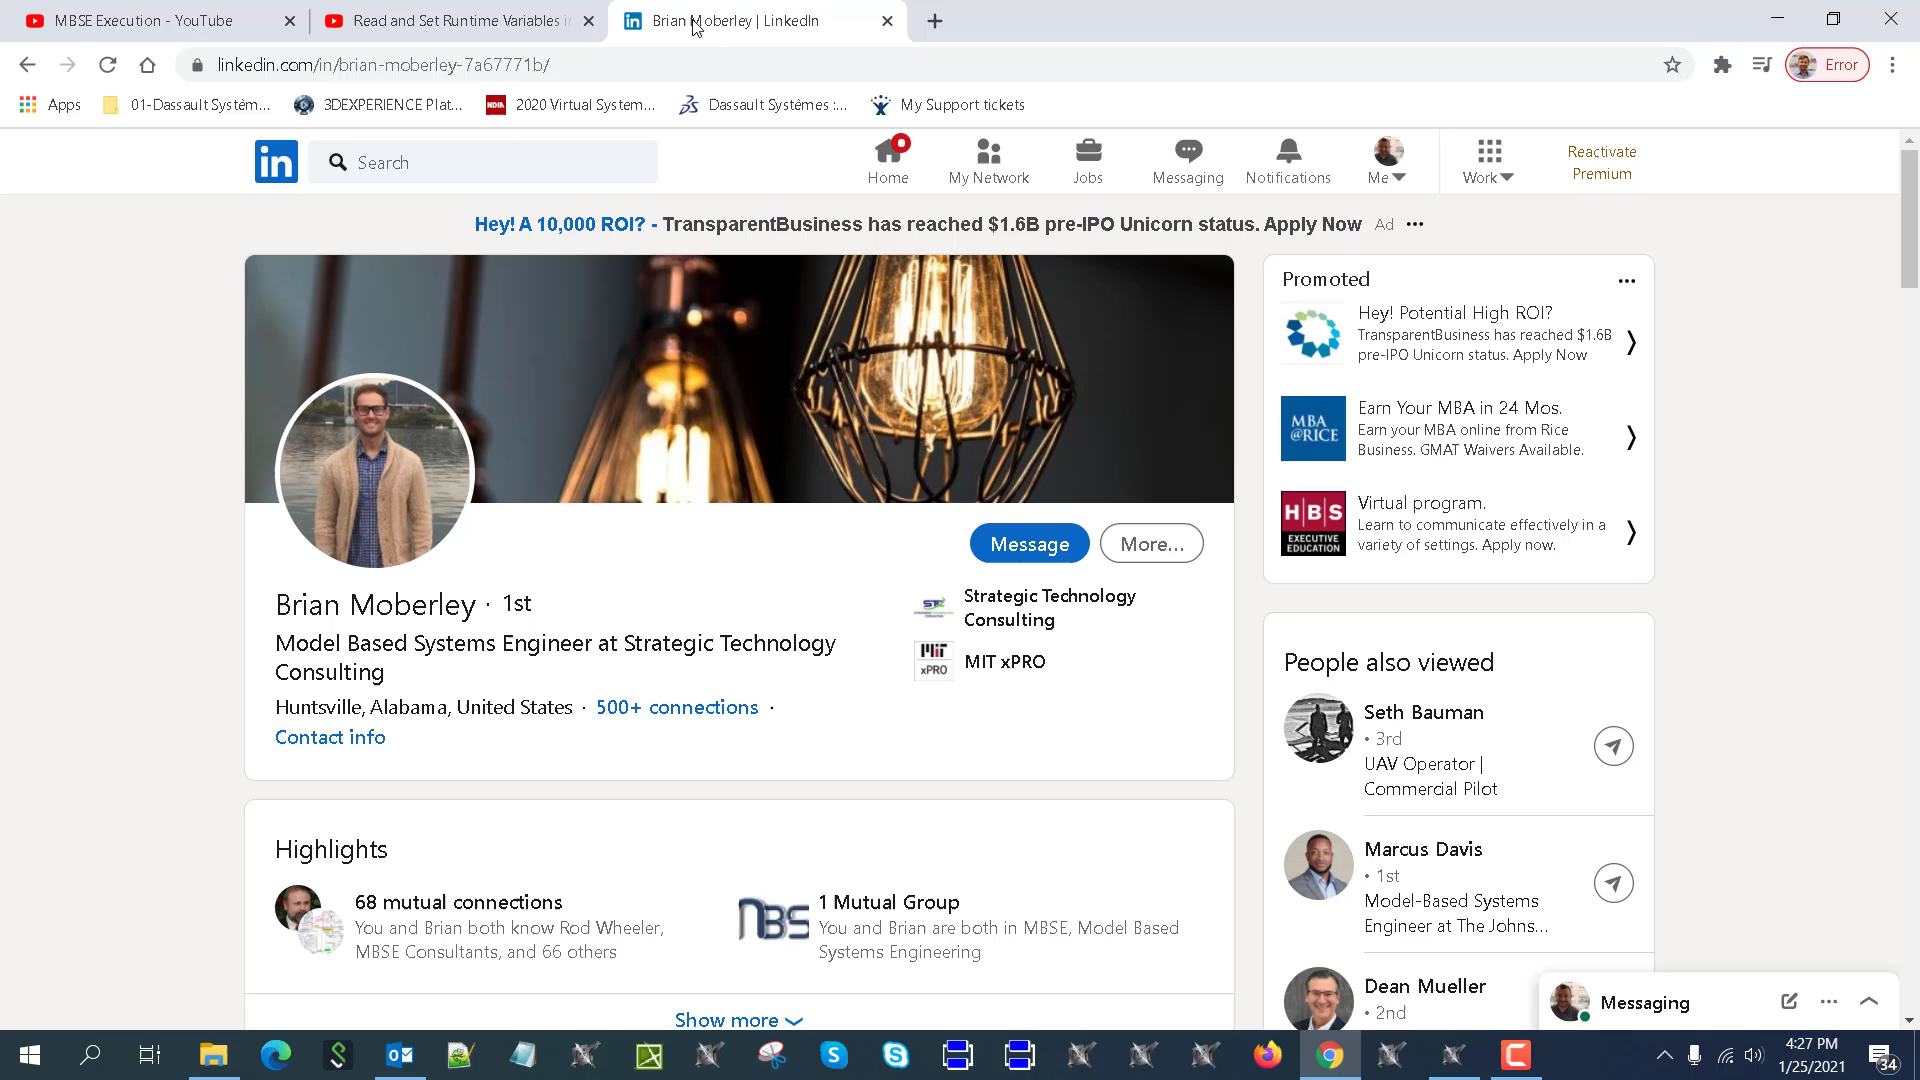 MBSE Execution - YouTube
Read and Set Runtime Variables i
Brian Moberley | LinkedIn
linkedin.com/in/brian-moberley-7a67771b/
Error
Apps
01-Dassault Systèm...
3DEXPERIENCE Plat...
2020 Virtual System...
Dassault Systèmes :...
My Support tickets
in
Search
Home
My Network
Jobs
Messaging
Notifications
Me
Work
Reactivate
Premium
Hey! A 10,000 ROI? - TransparentBusiness has reached $1.6B pre-IPO Unicorn status. Apply Now Ad
Message
More...
Brian Moberley · 1st
Model Based Systems Engineer at Strategic Technology
Consulting
Huntsville, Alabama, United States · 500+ connections ·
Contact info
Strategic Technology
Consulting
MIT
xPRO
MIT xPRO
Highlights
68 mutual connections
You and Brian both know Rod Wheeler,
MBSE Consultants, and 66 others
1 Mutual Group
You and Brian are both in MBSE, Model Based
Systems Engineering
Show more
Promoted
Hey! Potential High ROI?
TransparentBusiness has reached $1.6B
pre-IPO Unicorn status. Apply Now
MBA
@RICE
Earn Your MBA in 24 Mos.
Earn your MBA online from Rice
Business. GMAT Waivers Available.
H|B|S
EXECUTIVE
EDUCATION
Virtual program.
Learn to communicate effectively in a
variety of settings. Apply now.
People also viewed
Seth Bauman
• 3rd
UAV Operator |
Commercial Pilot
Marcus Davis
• 1st
Model-Based Systems
Engineer at The Johns...
Dean Mueller
• 2nd
Messaging
4:27 PM
1/25/2021
34